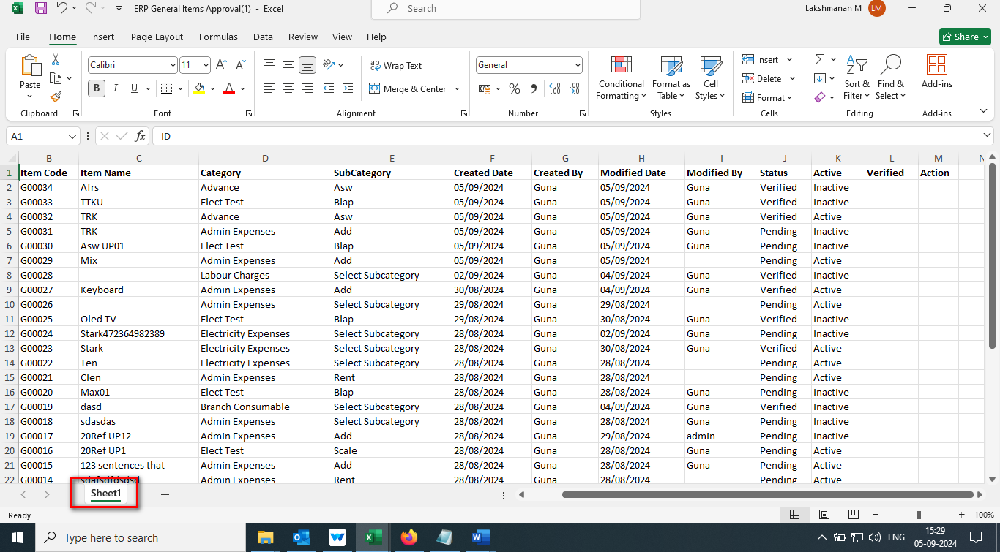 ERP General Items Approval(1) - Excel
Search
Lakshmanan M LM
File Home Insert Page Layout Formulas Data Review View Help
Share
Calibri 11
Wrap Text
General
Insert
Paste
Conditional Formatting
Format as Table
Cell Styles
Delete
Sort & Filter
Find & Select
Add-ins
B I U
Merge & Center
Format
Clipboard Font Alignment Number Styles Cells Editing Add-ins
A1 fx ID
B C D E F G H I J K L M N
1 Item Code Item Name Category SubCategory Created Date Created By Modified Date Modified By Status Active Verified Action
2 G00034 Afrs Advance Asw 05/09/2024 Guna 05/09/2024 Guna Verified Inactive
3 G00033 TTKU Elect Test Blap 05/09/2024 Guna 05/09/2024 Guna Verified Inactive
4 G00032 TRK Advance Asw 05/09/2024 Guna 05/09/2024 Guna Verified Active
5 G00031 TRK Admin Expenses Add 05/09/2024 Guna 05/09/2024 Guna Pending Inactive
6 G00030 Asw UP01 Elect Test Blap 05/09/2024 Guna 05/09/2024 Guna Pending Inactive
7 G00029 Mix Admin Expenses Add 05/09/2024 Guna 05/09/2024 Pending Active
8 G00028 Labour Charges Select Subcategory 02/09/2024 Guna 04/09/2024 Guna Verified Inactive
9 G00027 Keyboard Admin Expenses Add 30/08/2024 Guna 04/09/2024 Guna Verified Active
10 G00026 Admin Expenses Select Subcategory 29/08/2024 Guna 29/08/2024 Pending Active
11 G00025 Oled TV Elect Test Blap 29/08/2024 Guna 30/08/2024 Guna Verified Inactive
12 G00024 Stark472364982389 Electricity Expenses Select Subcategory 28/08/2024 Guna 02/09/2024 Guna Pending Inactive
13 G00023 Stark Electricity Expenses Select Subcategory 28/08/2024 Guna 30/08/2024 Guna Verified Active
14 G00022 Ten Electricity Expenses Select Subcategory 28/08/2024 Guna 28/08/2024 Pending Active
15 G00021 Clen Admin Expenses Rent 28/08/2024 Guna 28/08/2024 Pending Active
16 G00020 Max01 Elect Test Blap 28/08/2024 Guna 28/08/2024 Guna Pending Inactive
17 G00019 dasd Branch Consumable Select Subcategory 28/08/2024 Guna 04/09/2024 Guna Verified Inactive
18 G00018 sdasdas Admin Expenses Select Subcategory 28/08/2024 Guna 28/08/2024 Guna Pending Inactive
19 G00017 20Ref UP12 Admin Expenses Add 28/08/2024 Guna 29/08/2024 admin Pending Inactive
20 G00016 20Ref UP1 Elect Test Scale 28/08/2024 Guna 28/08/2024 Guna Pending Active
21 G00015 123 sentences that Admin Expenses Add 28/08/2024 Guna 28/08/2024 Guna Pending Active
22 G00014 Admin Expenses Rent 28/08/2024 Guna 28/08/2024 Pending Active
Sheet1
Ready 100%
Type here to search
ENG
15:29
05-09-2024